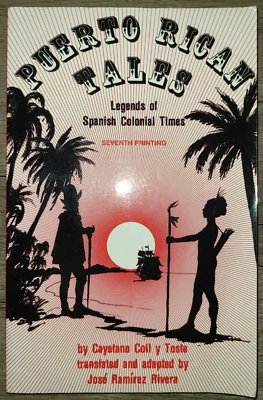 PUERTO RICAN
TALES
Legends of
Spanish Colonial Times
SEVENTH PRINTING
by Cayetano Coll y Toste
translated and adapted by
José Ramírez Rivera